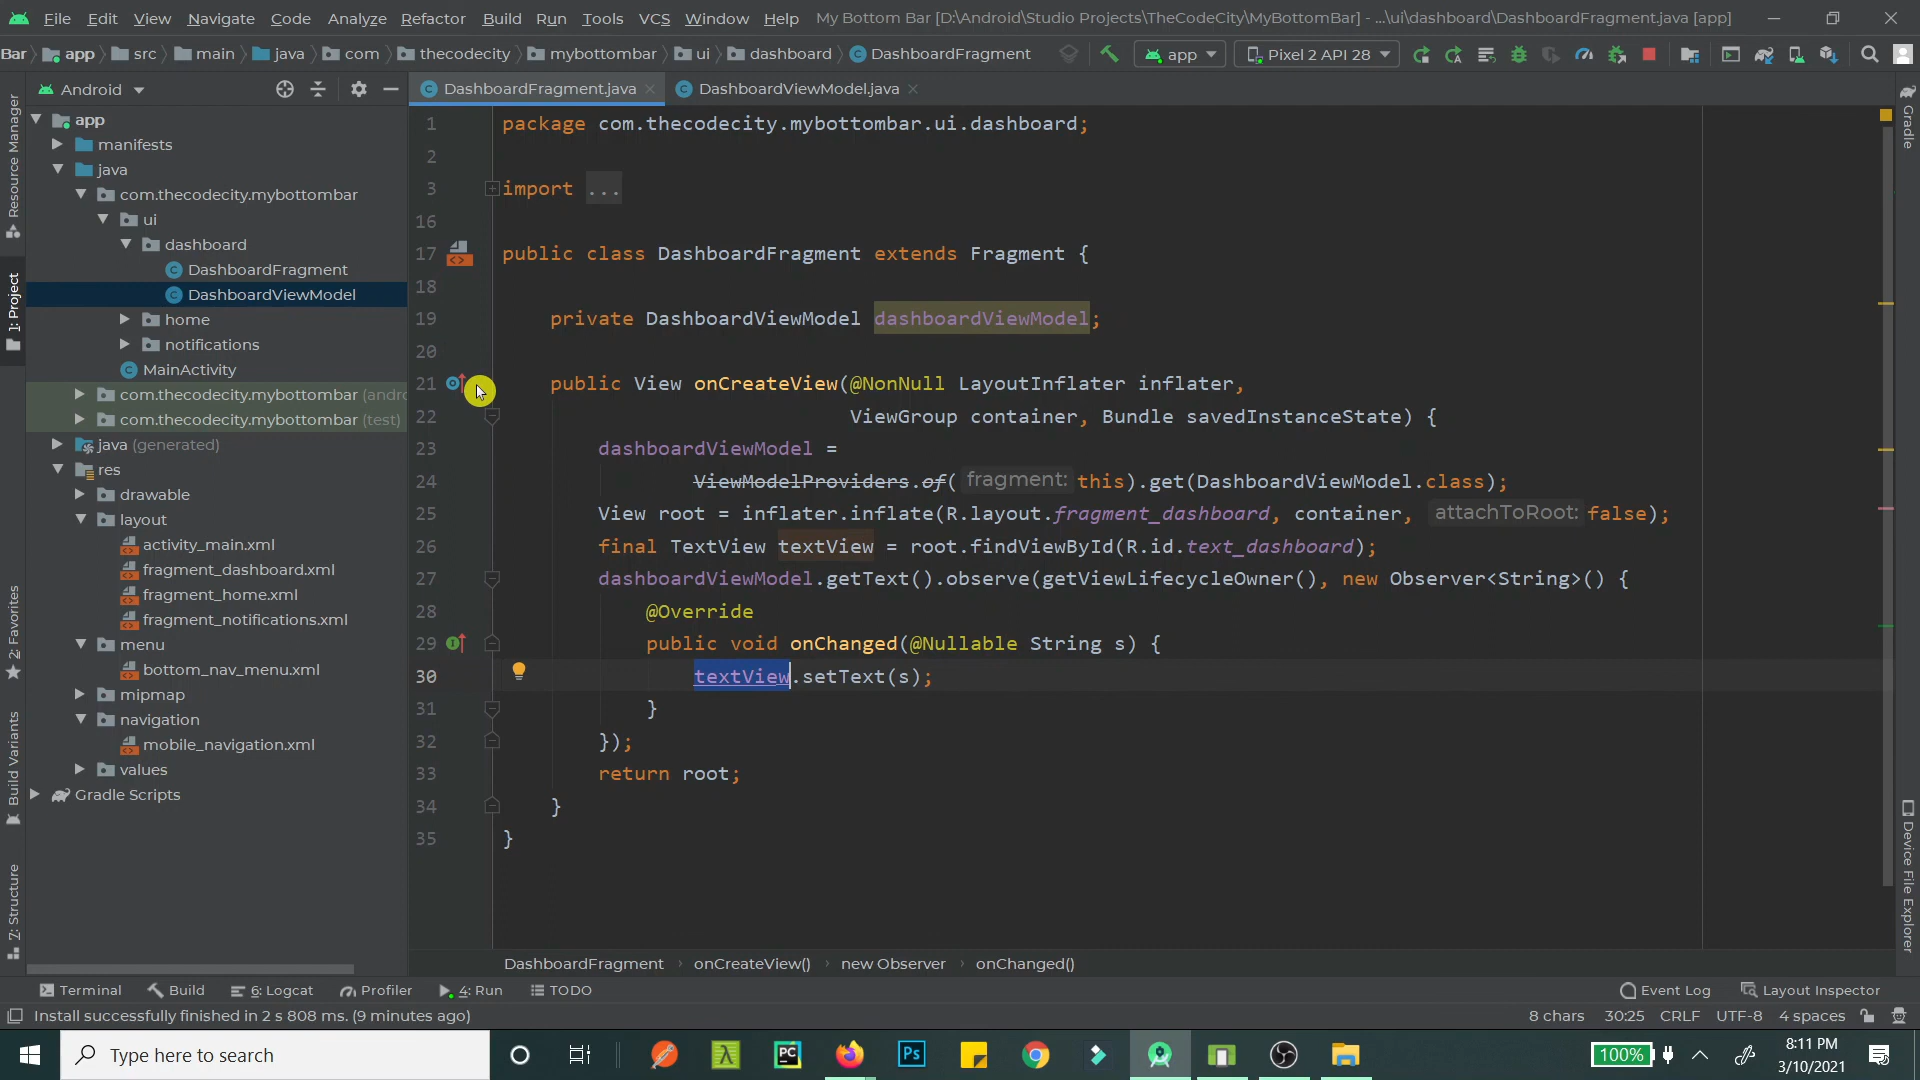 File Edit View Navigate Code Analyze Refactor Build Run Tools VCS Window Help My Bottom Bar [D:\Android\Studio Projects\TheCodeCity\MyBottomBar] - ...\ui\dashboard\DashboardFragment.java [app]
Bar app src main java com thecodecity mybottombar ui dashboard DashboardFragment app Pixel 2 API 28
Android DashboardFragment.java DashboardViewModel.java
Resource Manager
1: Project
2: Favorites
Build Variants
7: Structure
app
manifests
java
com.thecodecity.mybottombar
ui
dashboard
DashboardFragment
DashboardViewModel
home
notifications
MainActivity
com.thecodecity.mybottombar (andro
com.thecodecity.mybottombar (test)
java (generated)
res
drawable
layout
activity_main.xml
fragment_dashboard.xml
fragment_home.xml
fragment_notifications.xml
menu
bottom_nav_menu.xml
mipmap
navigation
mobile_navigation.xml
values
Gradle Scripts
1 package com.thecodecity.mybottombar.ui.dashboard;
2
3 import ...
16
17 public class DashboardFragment extends Fragment {
18
19 private DashboardViewModel dashboardViewModel;
20
21 public View onCreateView(@NonNull LayoutInflater inflater,
22 ViewGroup container, Bundle savedInstanceState) {
23 dashboardViewModel =
24 ViewModelProviders.of( fragment: this).get(DashboardViewModel.class);
25 View root = inflater.inflate(R.layout.fragment_dashboard, container, attachToRoot: false);
26 final TextView textView = root.findViewById(R.id.text_dashboard);
27 dashboardViewModel.getText().observe(getViewLifecycleOwner(), new Observer<String>() {
28 @Override
29 public void onChanged(@Nullable String s) {
30 textView.setText(s);
31 }
32 });
33 return root;
34 }
35 }
Gradle
Device File Explorer
DashboardFragment onCreateView() new Observer onChanged()
Terminal Build 6: Logcat Profiler 4: Run TODO Event Log Layout Inspector
Install successfully finished in 2 s 808 ms. (9 minutes ago) 8 chars 30:25 CRLF UTF-8 4 spaces
Type here to search PC Ps 100% 8:11 PM
3/10/2021